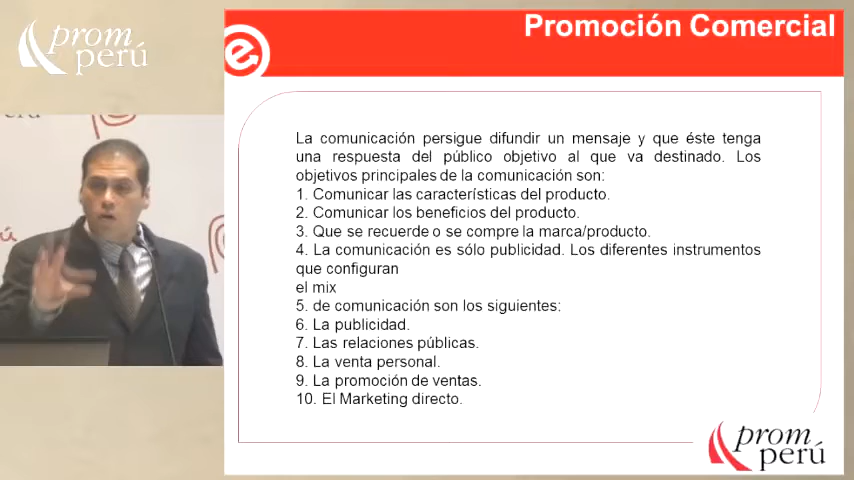 prom
perú
Promoción Comercial
La comunicación persigue difundir un mensaje y que éste tenga
una respuesta del público objetivo al que va destinado. Los
objetivos principales de la comunicación son:
1. Comunicar las características del producto.
2. Comunicar los beneficios del producto.
3. Que se recuerde o se compre la marca/producto.
4. La comunicación es sólo publicidad. Los diferentes instrumentos
que configuran
el mix
5. de comunicación son los siguientes:
6. La publicidad.
7. Las relaciones públicas.
8. La venta personal.
9. La promoción de ventas.
10. El Marketing directo.
prom
perú